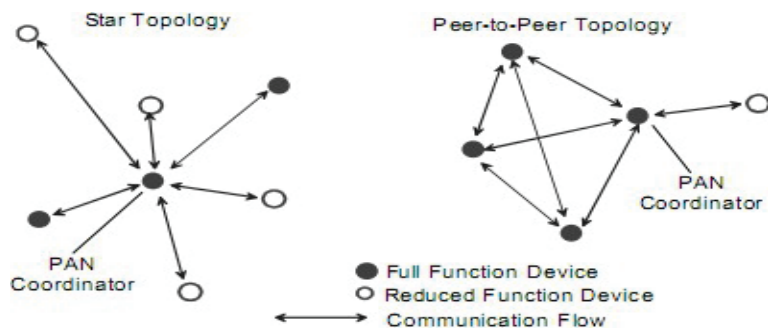 Star Topology
Peer-to-Peer Topology
PAN
Coordinator
PAN
Coordinator
Full Function Device
Reduced Function Device
Communication Flow